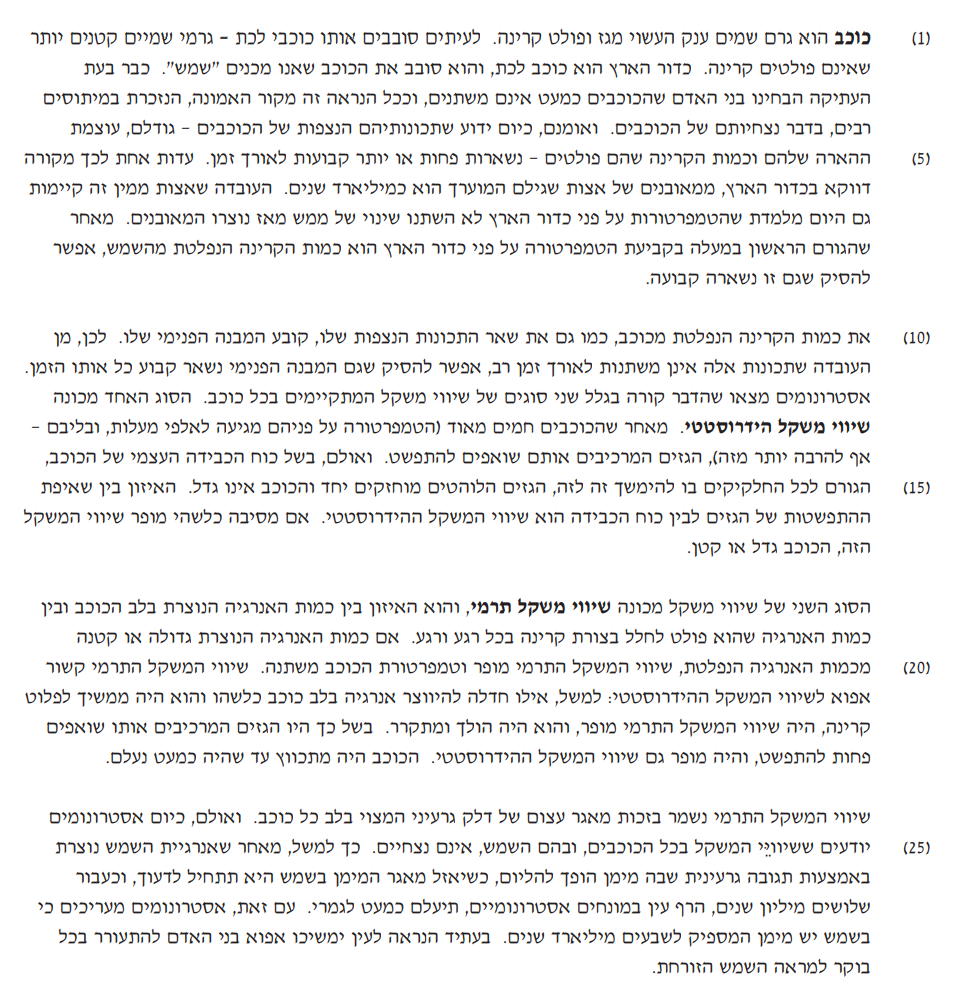 (1) כוכב הוא גרם שמים ענק העשוי מגז ופולט קרינה. לעיתים סובבים אותו כוכבי לכת – גרמי שמיים קטנים יותר
שאינם פולטים קרינה. כדור הארץ הוא כוכב לכת, והוא סובב את הכוכב שאנו מכנים "שמש". כבר בעת
העתיקה הבחינו בני האדם שהכוכבים כמעט אינם משתנים, וככל הנראה זה מקור האמונה, הנזכרת במיתוסים
רבים, בדבר נצחיותם של הכוכבים. ואומנם, כיום ידוע שתכונותיהם הנצפות של הכוכבים – גודלם, עוצמת
(5) ההארה שלהם וכמות הקרינה שהם פולטים – נשארות פחות או יותר קבועות לאורך זמן. עדות אחת לכך מקורה
דווקא בכדור הארץ, ממאובנים של אצות שגילם המוערך הוא כמיליארד שנים. העובדה שאצות ממין זה קיימות
גם היום מלמדת שהטמפרטורות על פני כדור הארץ לא השתנו שינוי של ממש מאז נוצרו המאובנים. מאחר
שהגורם הראשון במעלה בקביעת הטמפרטורה על פני כדור הארץ הוא כמות הקרינה הנפלטת מהשמש, אפשר
להסיק שגם זו נשארה קבועה.
(10) את כמות הקרינה הנפלטת מכוכב, כמו גם את שאר התכונות הנצפות שלו, קובע המבנה הפנימי שלו. לכן, מן
העובדה שתכונות אלה אינן משתנות לאורך זמן רב, אפשר להסיק שגם המבנה הפנימי נשאר קבוע כל אותו הזמן.
אסטרונומים מצאו שהדבר קורה בגלל שני סוגים של שיווי משקל המתקיימים בכל כוכב. הסוג האחד מכונה
שיווי משקל הידרוסטטי. מאחר שהכוכבים חמים מאוד (הטמפרטורה על פניהם מגיעה לאלפי מעלות, ובליבם –
אף להרבה יותר מזה), הגזים המרכיבים אותם שואפים להתפשט. ואולם, בשל כוח הכבידה העצמי של הכוכב,
(15) הגורם לכל החלקיקים בו להימשך זה לזה, הגזים הלוהטים מוחזקים יחד והכוכב אינו גדל. האיזון בין שאיפת
ההתפשטות של הגזים לבין כוח הכבידה הוא שיווי המשקל ההידרוסטטי. אם מסיבה כלשהי מופר שיווי המשקל
הזה, הכוכב גדל או קטן.
הסוג השני של שיווי משקל מכונה שיווי משקל תרמי, והוא האיזון בין כמות האנרגיה הנוצרת בלב הכוכב ובין
כמות האנרגיה שהוא פולט לחלל בצורת קרינה בכל רגע ורגע. אם כמות האנרגיה הנוצרת גדולה או קטנה
(20) מכמות האנרגיה הנפלטת, שיווי המשקל התרמי מופר וטמפרטורת הכוכב משתנה. שיווי המשקל התרמי קשור
אפוא לשיווי המשקל ההידרוסטטי: למשל, אילו חדלה להיווצר אנרגיה בלב כוכב כלשהו והוא היה ממשיך לפלוט
קרינה, היה שיווי המשקל התרמי מופר, והוא היה הולך ומתקרר. בשל כך היו הגזים המרכיבים אותו שואפים
פחות להתפשט, והיה מופר גם שיווי המשקל ההידרוסטטי. הכוכב היה מתכווץ עד שהיה כמעט נעלם.
שיווי המשקל התרמי נשמר בזכות מאגר עצום של דלק גרעיני המצוי בלב כל כוכב. ואולם, כיום אסטרונומים
(25) יודעים ששיוויֵּי המשקל בכל הכוכבים, ובהם השמש, אינם נצחיים. כך למשל, מאחר שאנרגיית השמש נוצרת
באמצעות תגובה גרעינית שבה מימן הופך להליום, כשיאזל מאגר המימן בשמש היא תתחיל לדעוך, וכעבור
שלושים מיליון שנים, הרף עין במונחים אסטרונומיים, תיעלם כמעט לגמרי. עם זאת, אסטרונומים מעריכים כי
בשמש יש מימן המספיק לשבעים מיליארד שנים. בעתיד הנראה לעין ימשיכו אפוא בני האדם להתעורר בכל
בוקר למראה השמש הזורחת.